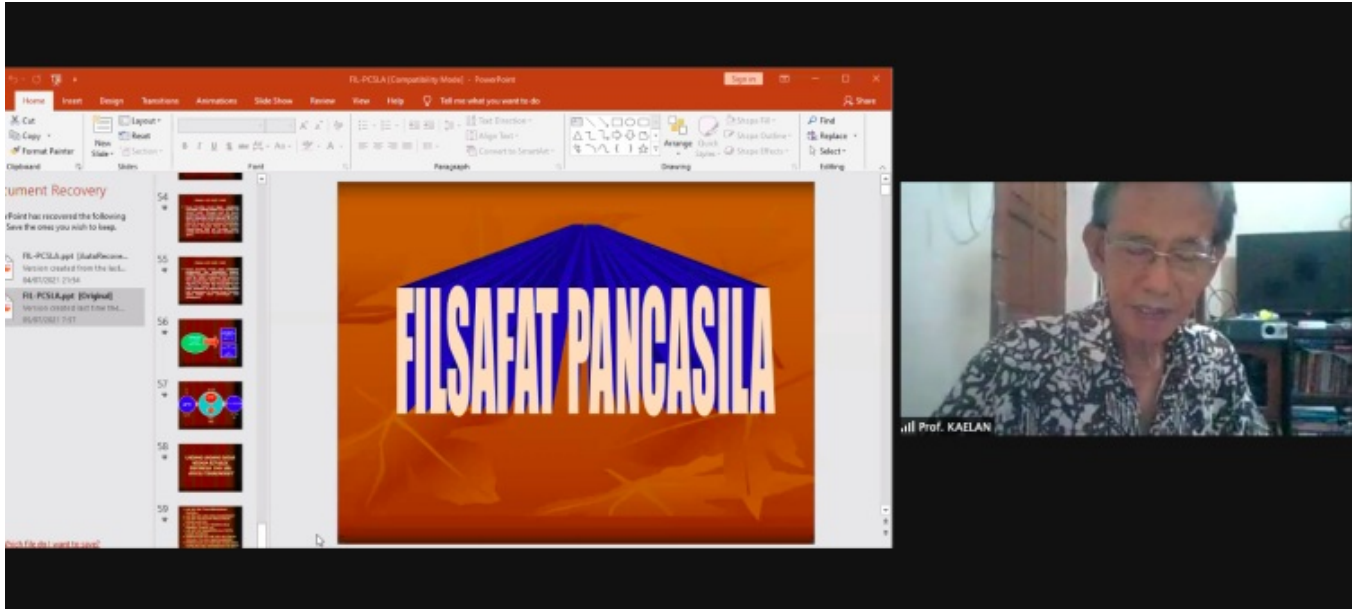 FIL-PCSLA [Compatibility Mode] - PowerPoint
Sign in
Home Insert Design Transitions Animations Slide Show Review View Help Tell me what you want to do
Share
Cut
Copy
Format Painter
Clipboard
New
Slide
Layout
Reset
Section
Slides
Font
Text Direction
Align Text
Convert to SmartArt
Paragraph
Arrange
Quick
Styles
Shape Fill
Shape Outline
Shape Effects
Drawing
Find
Replace
Select
Editing
cument Recovery
rPoint has recovered the following
Save the ones you wish to keep.
FIL-PCSLA.ppt [AutoRecove...
Version created from the last...
04/07/2021 23:54
FIL-PCSLA.ppt [Original]
Version created last time the...
05/07/2021 7:07
hich file do I want to save?
54
55
56
57
58
59
FILSAFAT PANCASILA
Prof. KAELAN